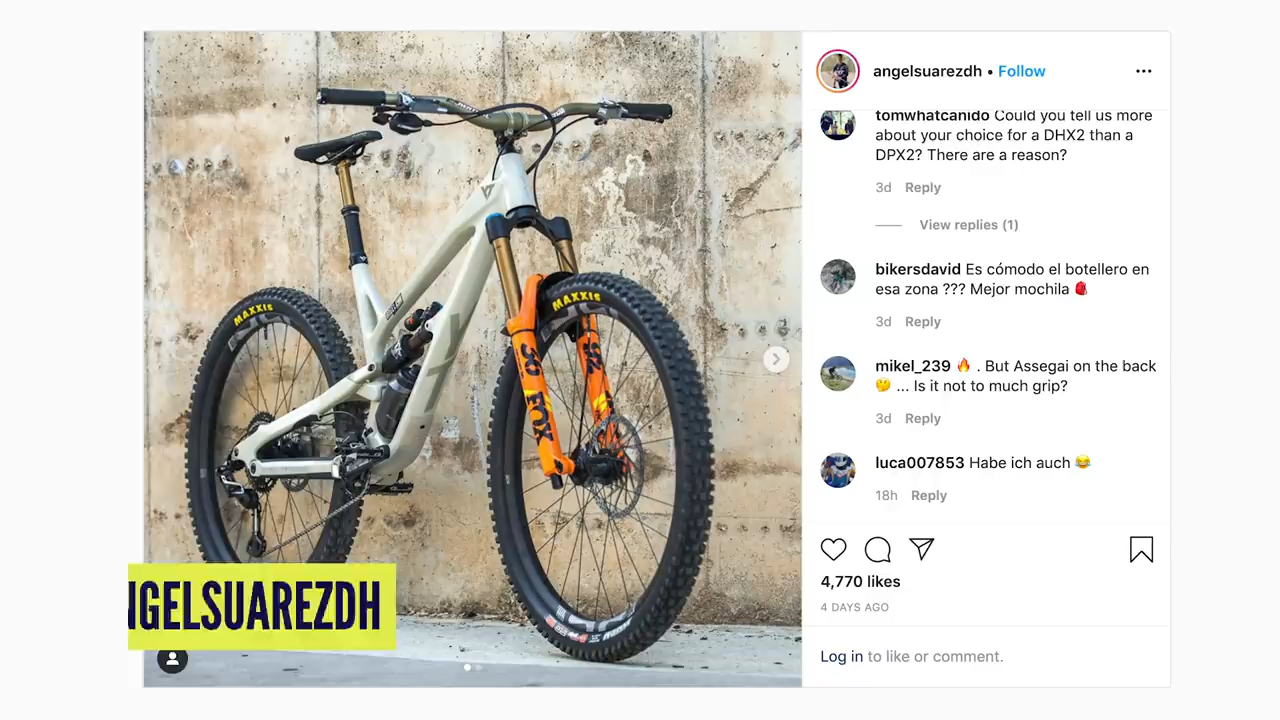 angelsuarezdh • Follow
tomwhatcanido Could you tell us more
about your choice for a DHX2 than a
DPX2? There are a reason?
3d Reply
View replies (1)
bikersdavid Es cómodo el botellero en
esa zona ??? Mejor mochila 🎒
3d Reply
mikel_239 🔥 . But Assegai on the back
🤔 ... Is it not to much grip?
3d Reply
luca007853 Habe ich auch 😂
18h Reply
4,770 likes
4 DAYS AGO
Log in to like or comment.
MAXXIS
MAXXIS
36
36
FOX
NGELSUAREZDH